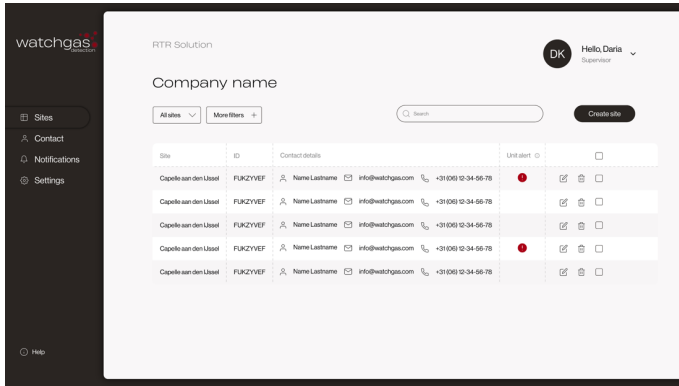 watchgas
detection
RTR Solution
DK
Hello, Daria
Supervisor
Company name
All sites
More filters +
Search
Create site
Sites
Contact
Notifications
Settings
Site ID Contact details Unit alert
Capelle aan den IJssel FUKZYVEF Name Lastname info@watchgas.com +31 (06) 12-34-56-78
Capelle aan den IJssel FUKZYVEF Name Lastname info@watchgas.com +31 (06) 12-34-56-78
Capelle aan den IJssel FUKZYVEF Name Lastname info@watchgas.com +31 (06) 12-34-56-78
Capelle aan den IJssel FUKZYVEF Name Lastname info@watchgas.com +31 (06) 12-34-56-78
Capelle aan den IJssel FUKZYVEF Name Lastname info@watchgas.com +31 (06) 12-34-56-78
Help